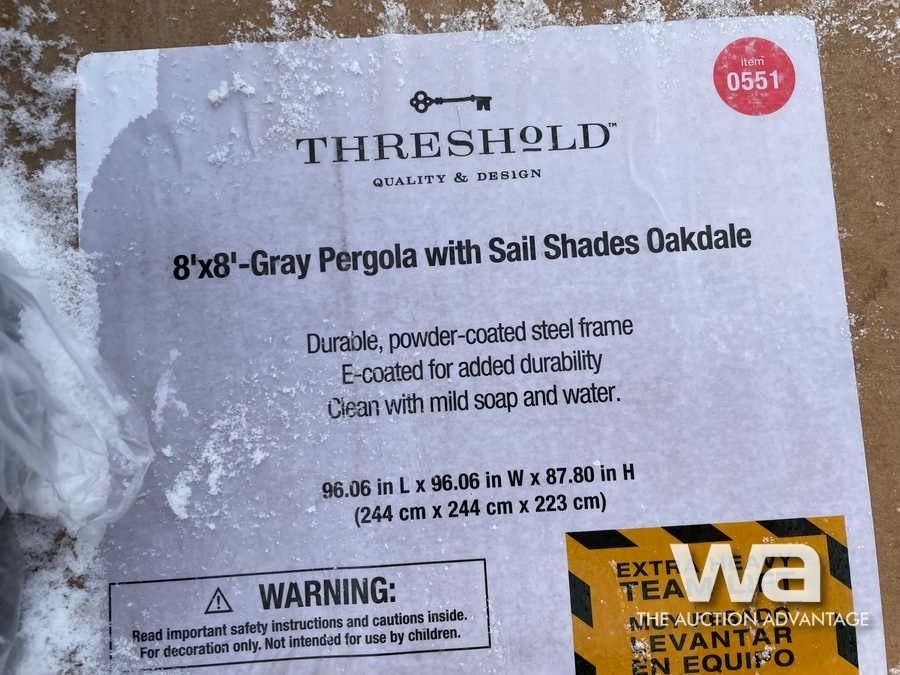 item
0551
THRESHOLD™
QUALITY & DESIGN
8'x8'-Gray Pergola with Sail Shades Oakdale
Durable, powder-coated steel frame
E-coated for added durability
Clean with mild soap and water.
96.06 in L x 96.06 in W x 87.80 in H
(244 cm x 244 cm x 223 cm)
WARNING:
Read important safety instructions and cautions inside.
For decoration only. Not intended for use by children.
EXTRA HEAVY
LEVANTAR
EN EQUIPO
wa
THE AUCTION ADVANTAGE